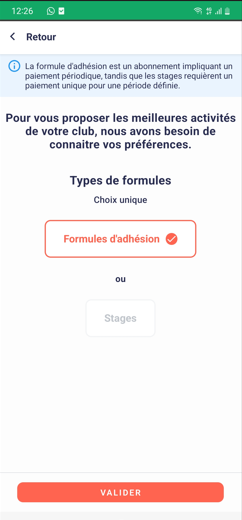 12:26
Retour
La formule d'adhésion est un abonnement impliquant un
paiement périodique, tandis que les stages requièrent un
paiement unique pour une période définie.
Pour vous proposer les meilleures activités
de votre club, nous avons besoin de
connaitre vos préférences.
Types de formules
Choix unique
Formules d'adhésion
ou
Stages
VALIDER